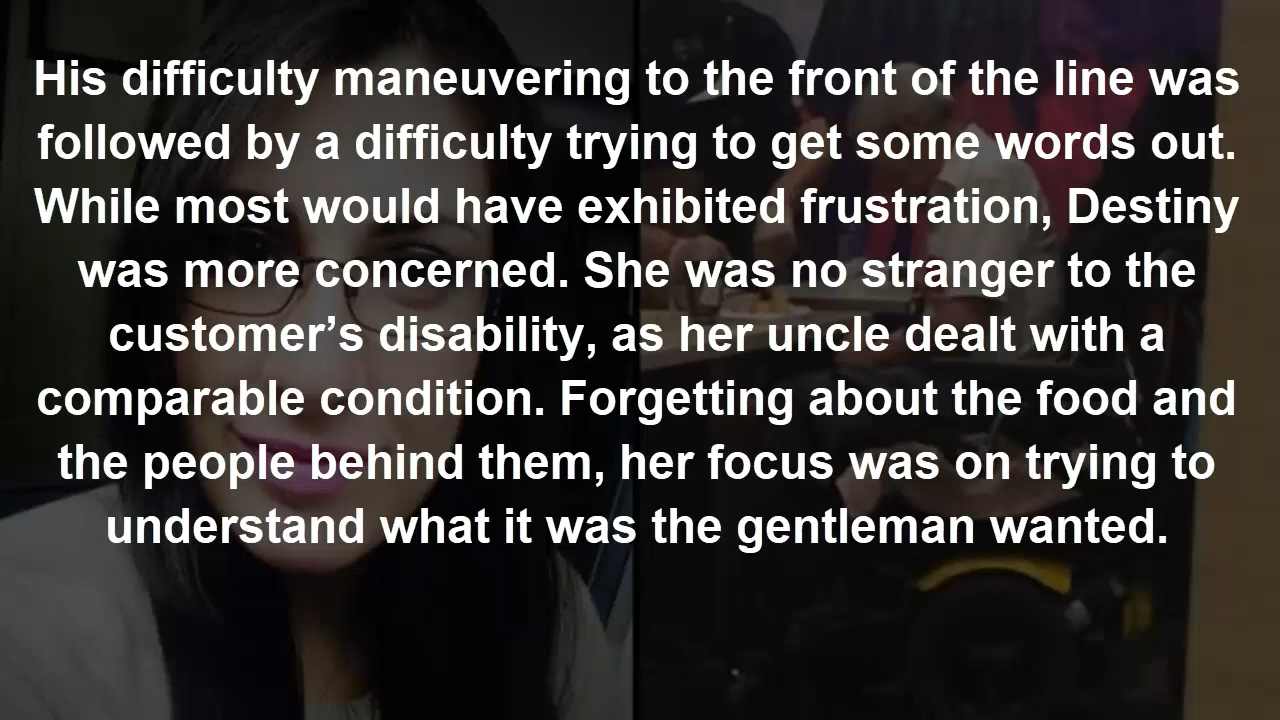 His difficulty maneuvering to the front of the line was
followed by a difficulty trying to get some words out.
While most would have exhibited frustration, Destiny
was more concerned. She was no stranger to the
customer’s disability, as her uncle dealt with a
comparable condition. Forgetting about the food and
the people behind them, her focus was on trying to
understand what it was the gentleman wanted.